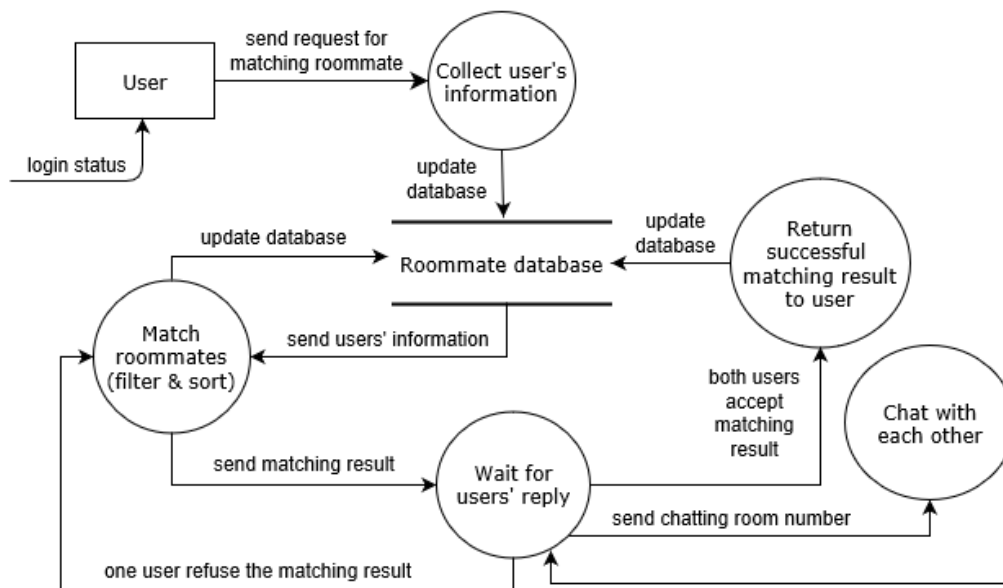 send request for
matching roommate
User
Collect user's
information
login status
update
database
update database
Roommate database
update
database
Return
successful
matching result
to user
Match
roommates
(filter & sort)
send users' information
both users
accept
matching
result
Chat with
each other
send matching result
Wait for
users' reply
send chatting room number
one user refuse the matching result